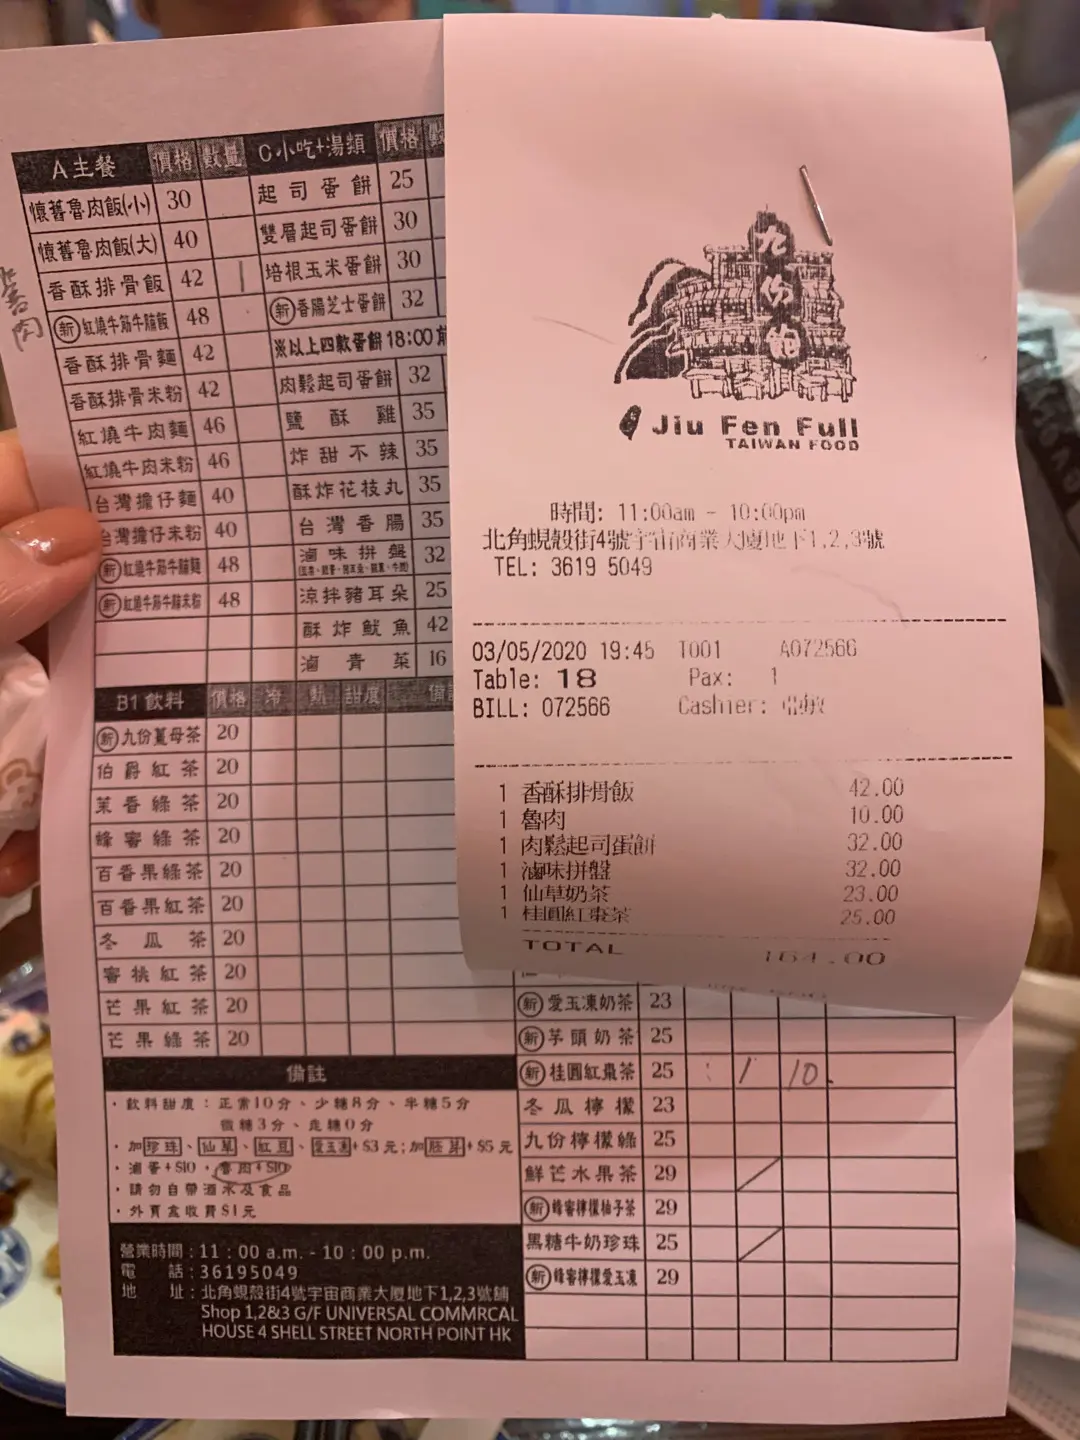 A主餐 價格 數量 C小吃+湯類 價格
懷舊魯肉飯(小) 30 起司蛋餅 25
懷舊魯肉飯(大) 40 雙層起司蛋餅 30
香酥排骨飯 42 | 培根玉米蛋餅 30
新 紅燒牛筋牛腩飯 48 新 香腸芝士蛋餅 32
香酥排骨麵 42 ※以上四款蛋餅18:00前
香酥排骨米粉 42 肉鬆起司蛋餅 32
紅燒牛肉麵 46 鹽酥雞 35
紅燒牛肉米粉 46 炸甜不辣 35
台灣擔仔麵 40 酥炸花枝丸 35
台灣擔仔米粉 40 台灣香腸 35
新 紅燒牛筋牛腩麵 48 滷味拼盤 32
新 紅燒牛筋牛腩米粉 48 涼拌豬耳朵 25
酥炸魷魚 42
滷青菜 16
B1飲料 價格 冷 熱 甜度
新 九份薑母茶 20
伯爵紅茶 20
茉香綠茶 20
蜂蜜綠茶 20
百香果綠茶 20
百香果紅茶 20
冬瓜茶 20
蜜桃紅茶 20
芒果紅茶 20
芒果綠茶 20
備註
・飲料甜度：正常10分、少糖8分、半糖5分
微糖3分、走糖0分
・加珍珠、仙草、紅豆、愛玉凍+$3元；加胚芽+$5元
・滷蛋+$10・魯肉+$10
・請勿自帶酒水及食品
・外賣盒收費$1元
營業時間：11：00 a.m. - 10：00 p.m.
電話：36195049
地址：北角蜆殼街4號宇宙商業大廈地下1,2,3號舖
Shop 1,2&3 G/F UNIVERSAL COMMRCAL
HOUSE 4 SHELL STREET NORTH POINT HK
九份飽
Jiu Fen Full
TAIWAN FOOD
時間: 11:00am - 10:00pm
北角蜆殼街4號宇宙商業大廈地下1,2,3號
TEL: 3619 5049
03/05/2020 19:45 T001 A072566
Table: 18 Pax: 1
BILL: 072566 Cashier:
1 香酥排骨飯 42.00
1 魯肉 10.00
1 肉鬆起司蛋餅 32.00
1 滷味拼盤 32.00
1 仙草奶茶 23.00
1 桂圓紅棗茶 25.00
TOTAL 164.00
新 愛玉凍奶茶 23
新 芋頭奶茶 25
新 桂圓紅棗茶 25 1 10
冬瓜檸檬 23
九份檸檬綠 25
鮮芒水果茶 29
新 蜂蜜檸檬柚子茶 29
黑糖牛奶珍珠 25
新 蜂蜜檸檬愛玉凍 29